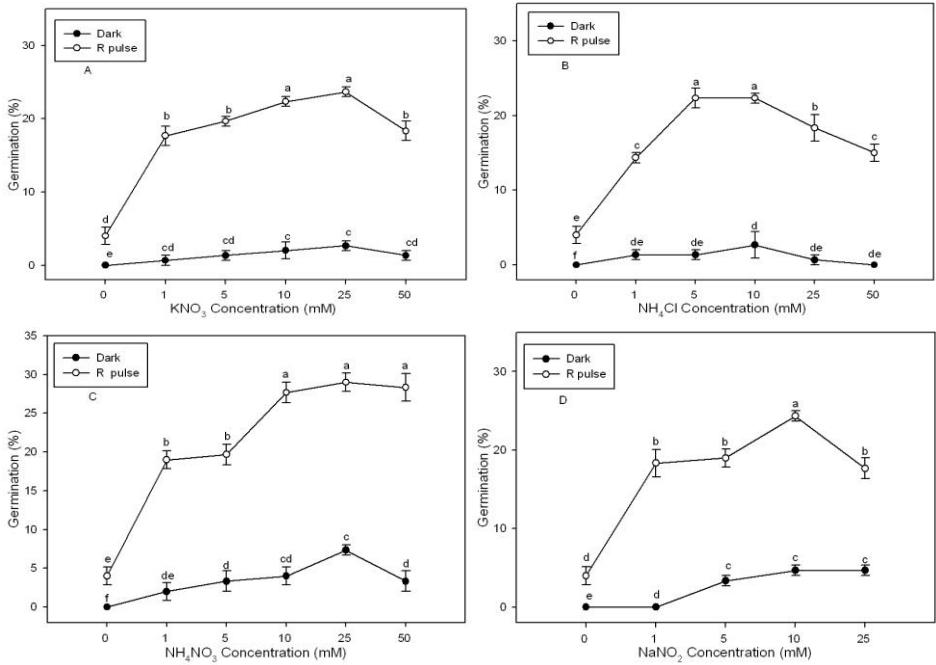 Dark
R pulse
A
Germination (%)
30
20
10
0
d
b
b
a
a
b
e
cd
cd
c
c
cd
0 1 5 10 25 50
KNO3 Concentration (mM)
Dark
R pulse
B
Germination (%)
30
20
10
0
e
c
a
a
b
c
f
de
de
d
de
de
0 1 5 10 25 50
NH4Cl Concentration (mM)
Dark
R pulse
C
Germination (%)
35
30
25
20
15
10
5
0
e
b
b
a
a
a
f
de
d
cd
c
d
0 1 5 10 25 50
NH4NO3 Concentration (mM)
Dark
R pulse
D
Germination (%)
30
20
10
0
d
b
b
a
b
e
d
c
c
c
0 1 5 10 25
NaNO2 Concentration (mM)